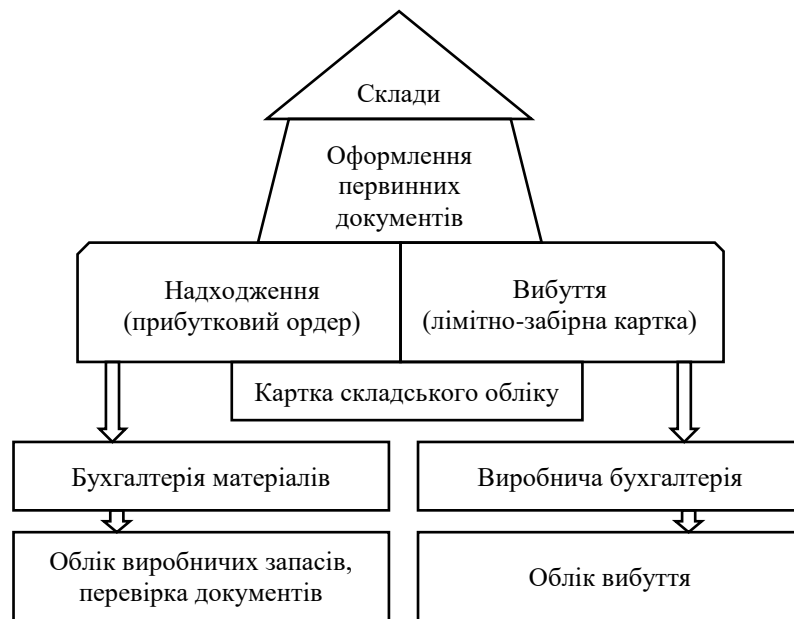 Склади
Оформлення
первинних
документів
Надходження
(прибутковий ордер)
Вибуття
(лімітно-забірна картка)
Картка складського обліку
Бухгалтерія матеріалів
Виробнича бухгалтерія
Облік виробничих запасів,
перевірка документів
Облік вибуття